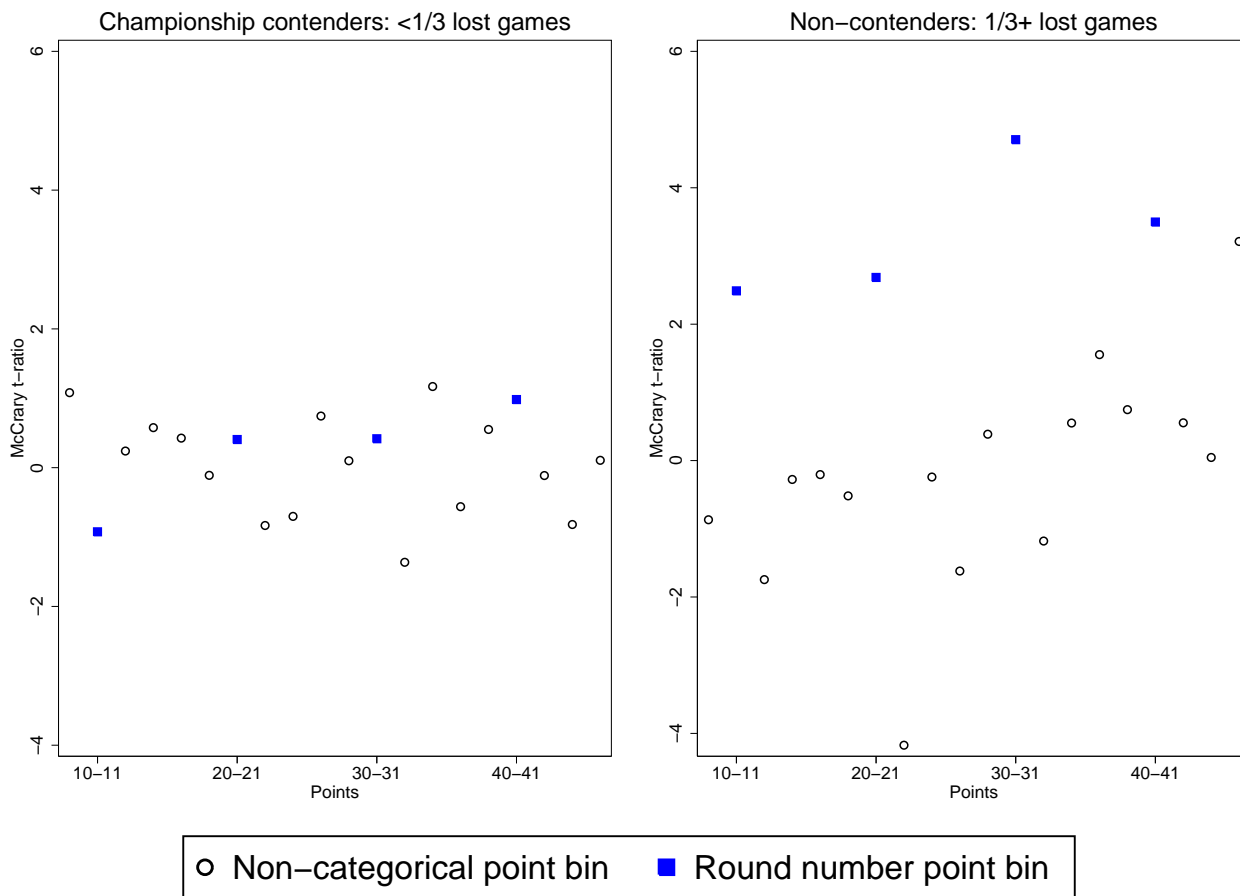 Championship contenders: <1/3 lost games
6
4
2
0
−2
−4
McCrary t−ratio
10−11 20−21 30−31 40−41
Points
Non−contenders: 1/3+ lost games
6
4
2
0
−2
−4
McCrary t−ratio
10−11 20−21 30−31 40−41
Points
Non−categorical point bin Round number point bin